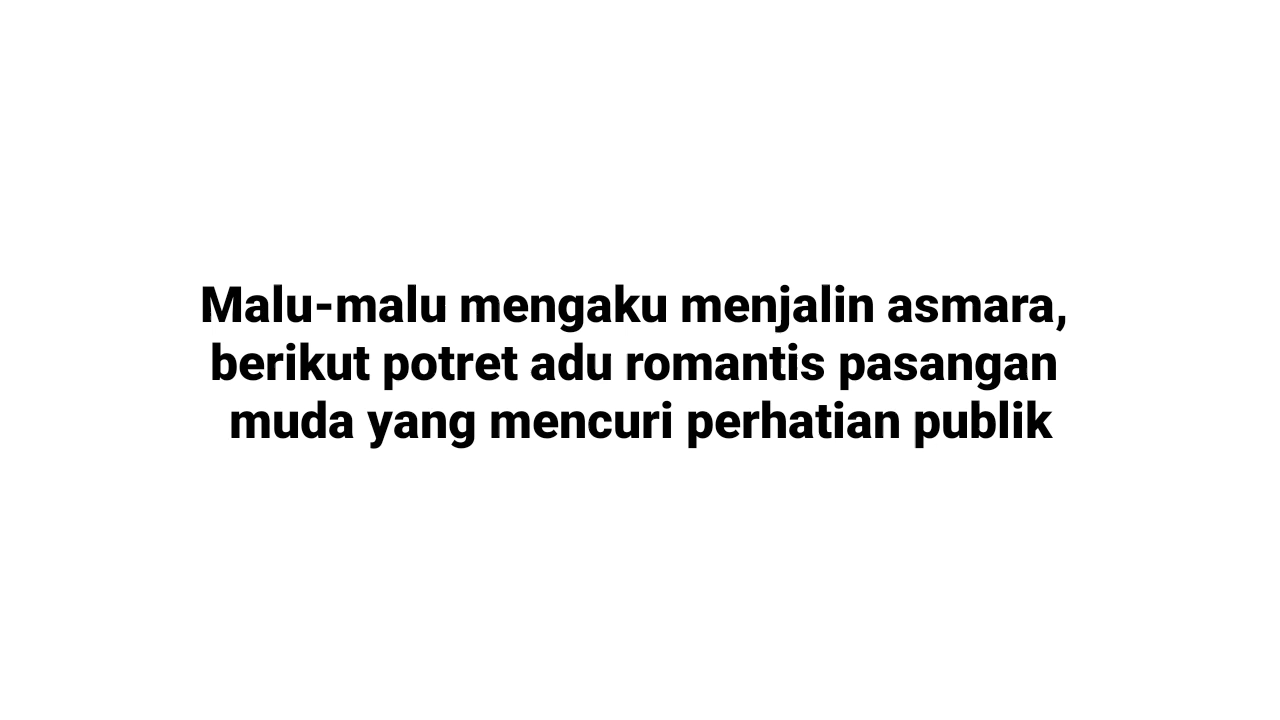 Malu-malu mengaku menjalin asmara,
berikut potret adu romantis pasangan
muda yang mencuri perhatian publik